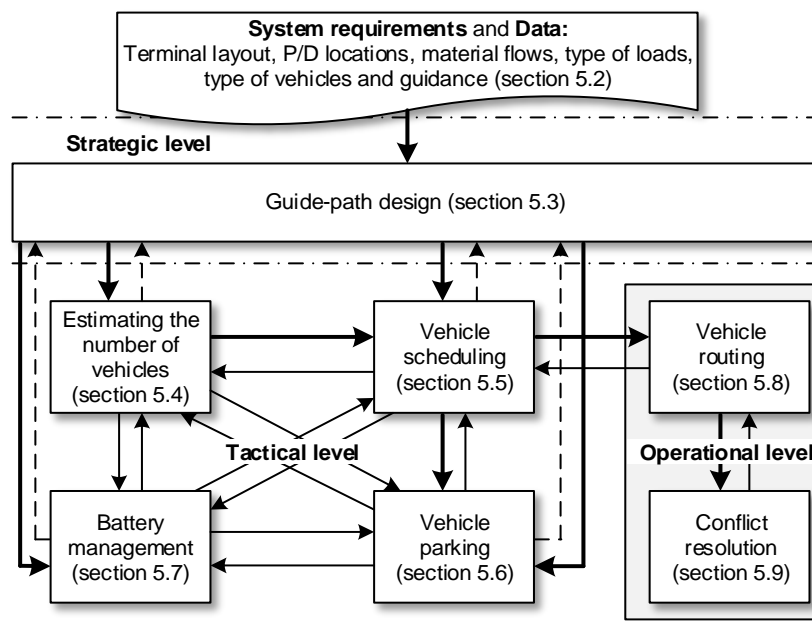 System requirements and Data:
Terminal layout, P/D locations, material flows, type of loads,
type of vehicles and guidance (section 5.2)
Strategic level
Guide-path design (section 5.3)
Estimating the
number of
vehicles
(section 5.4)
Vehicle
scheduling
(section 5.5)
Vehicle
routing
(section 5.8)
Tactical level
Operational level
Battery
management
(section 5.7)
Vehicle
parking
(section 5.6)
Conflict
resolution
(section 5.9)